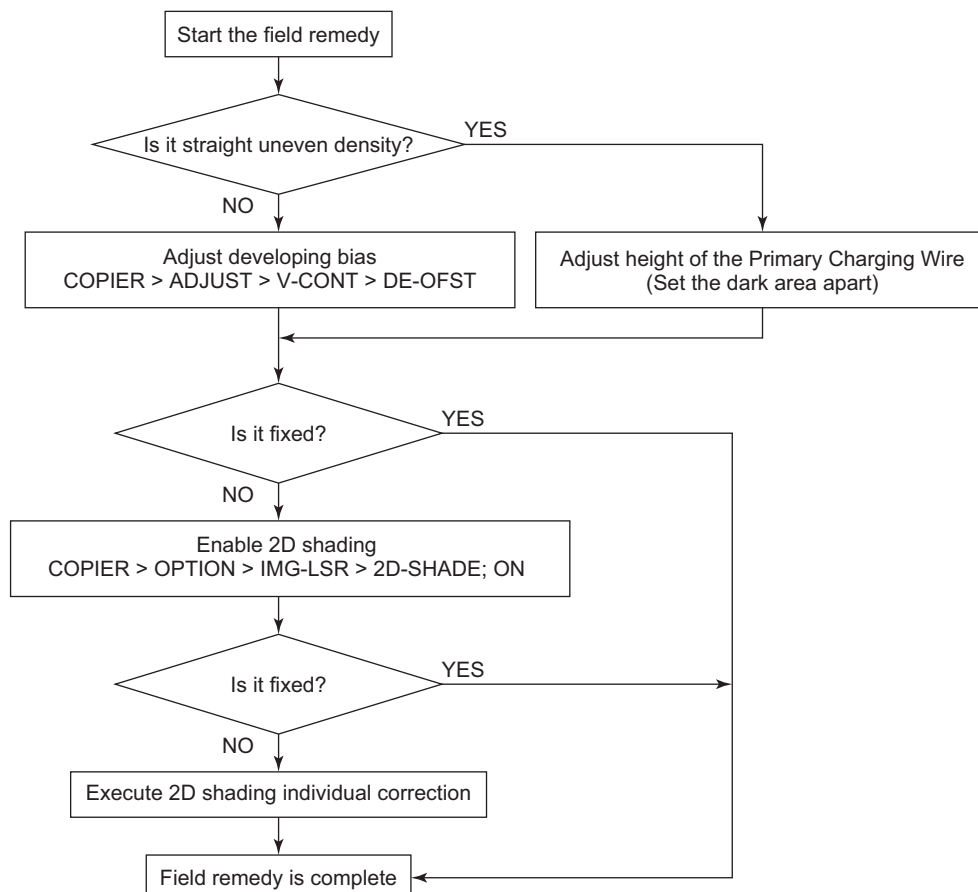 Start the field remedy
Is it straight uneven density?
YES
NO
Adjust developing bias
COPIER > ADJUST > V-CONT > DE-OFST
Adjust height of the Primary Charging Wire
(Set the dark area apart)
Is it fixed?
YES
NO
Enable 2D shading
COPIER > OPTION > IMG-LSR > 2D-SHADE; ON
Is it fixed?
YES
NO
Execute 2D shading individual correction
Field remedy is complete